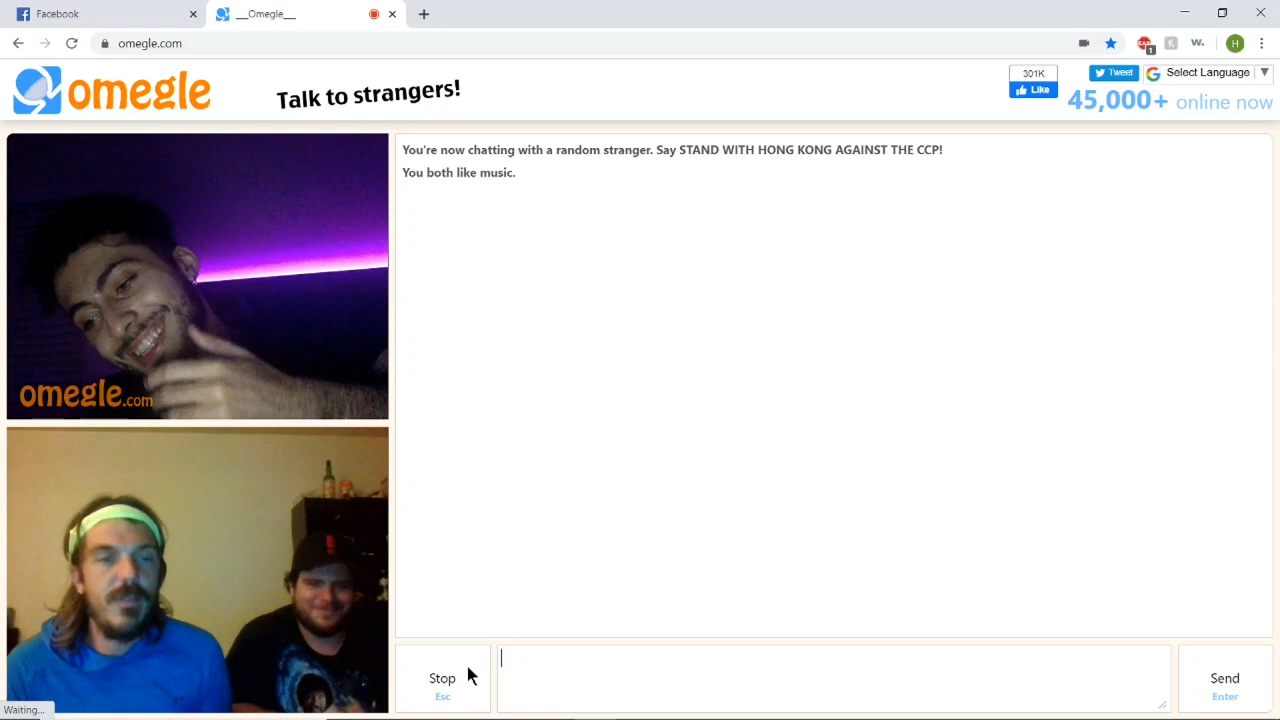 Facebook
__Omegle__
omegle.com
1
W.
H
omegle
Talk to strangers!
301K
Like
Tweet
G Select Language
45,000+ online now
You're now chatting with a random stranger. Say STAND WITH HONG KONG AGAINST THE CCP!
You both like music.
omegle.com
Stop
Esc
Send
Enter
Waiting...